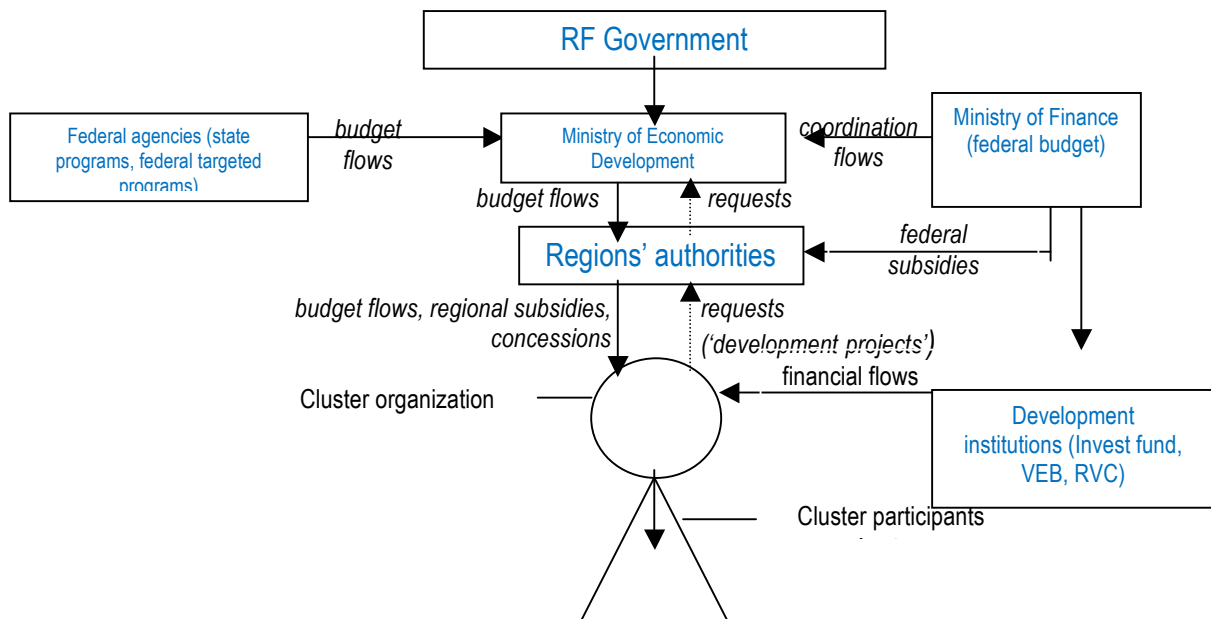 RF Government
Federal agencies (state
programs, federal targeted
programs)
budget
flows
Ministry of Economic
Development
coordination
flows
Ministry of Finance
(federal budget)
budget flows
requests
Regions’ authorities
federal
subsidies
budget flows, regional subsidies,
concessions
requests
(‘development projects’)
financial flows
Cluster organization
Development
institutions (Invest fund,
VEB, RVC)
Cluster participants